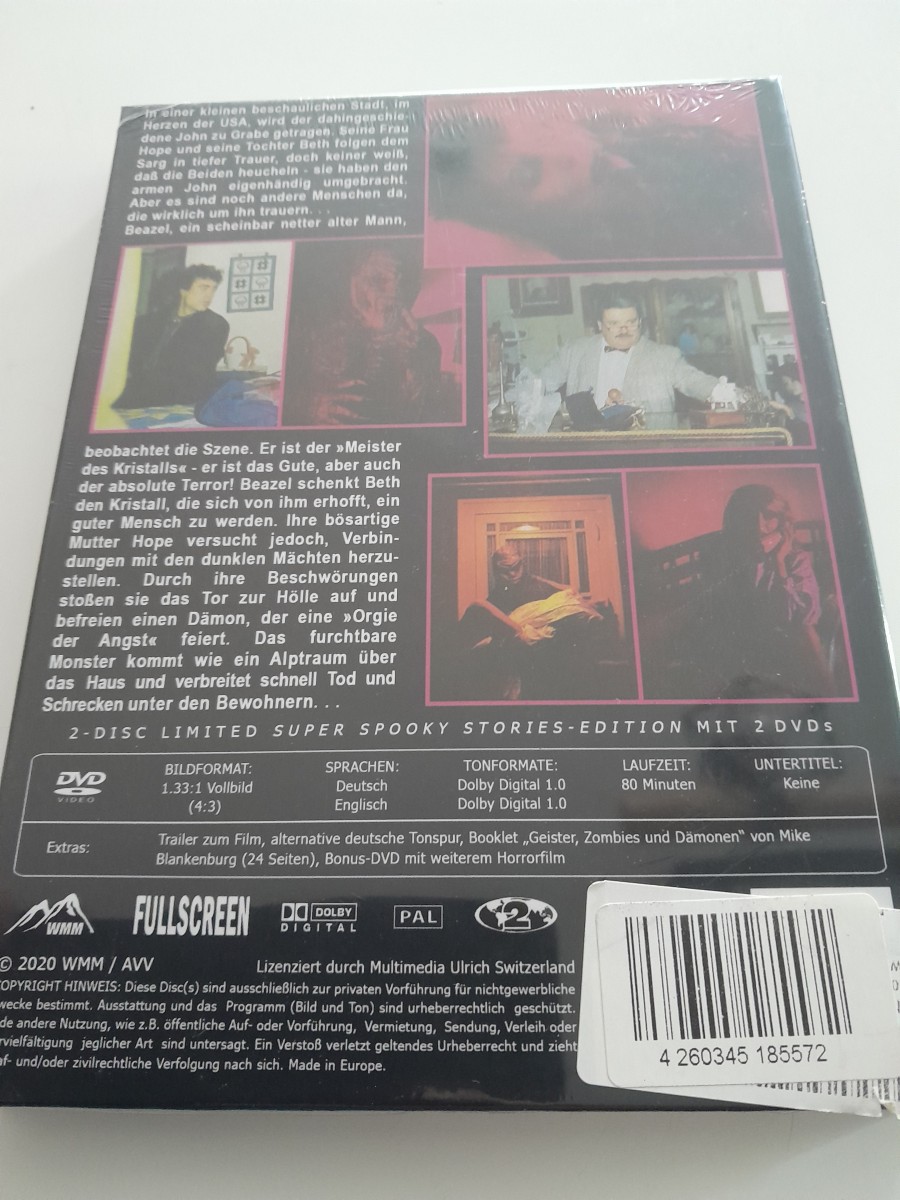 In einer kleinen beschaulichen Stadt, im
Herzen der USA, wird der dahingeschie-
dene John zu Grabe getragen. Seine Frau
Hope und seine Tochter Beth folgen dem
Sarg in tiefer Trauer, doch keiner weiß,
daß die Beiden heucheln - sie haben den
armen John eigenhändig umgebracht.
Aber es sind noch andere Menschen da,
die wirklich um ihn trauern. . .
Beazel, ein scheinbar netter alter Mann,
beobachtet die Szene. Er ist der »Meister
des Kristalls« - er ist das Gute, aber auch
der absolute Terror! Beazel schenkt Beth
den Kristall, die sich von ihm erhofft, ein
guter Mensch zu werden. Ihre bösartige
Mutter Hope versucht jedoch, Verbin-
dungen mit den dunklen Mächten herzu-
stellen. Durch ihre Beschwörungen
stoßen sie das Tor zur Hölle auf und
befreien einen Dämon, der eine »Orgie
der Angst« feiert. Das furchtbare
Monster kommt wie ein Alptraum über
das Haus und verbreitet schnell Tod und
Schrecken unter den Bewohnern. . .
2-DISC LIMITED SUPER SPOOKY STORIES-EDITION MIT 2 DVDs
DVD
VIDEO
BILDFORMAT:
1.33:1 Vollbild
(4:3)
SPRACHEN:
Deutsch
Englisch
TONFORMATE:
Dolby Digital 1.0
Dolby Digital 1.0
LAUFZEIT:
80 Minuten
UNTERTITEL:
Keine
Extras:
Trailer zum Film, alternative deutsche Tonspur, Booklet „Geister, Zombies und Dämonen" von Mike
Blankenburg (24 Seiten), Bonus-DVD mit weiterem Horrorfilm
WMM
FULLSCREEN
DOLBY
DIGITAL
PAL
2
© 2020 WMM / AVV
Lizenziert durch Multimedia Ulrich Switzerland
COPYRIGHT HINWEIS: Diese Disc(s) sind ausschließlich zur privaten Vorführung für nichtgewerbliche
wecke bestimmt. Ausstattung und das Programm (Bild und Ton) sind urheberrechtlich geschützt.
de andere Nutzung, wie z.B. öffentliche Auf- oder Vorführung, Vermietung, Sendung, Verleih oder
rvielfältigung jeglicher Art sind untersagt. Ein Verstoß verletzt geltendes Urheberrecht und zieht
af- und/oder zivilrechtliche Verfolgung nach sich. Made in Europe.
4 260345 185572